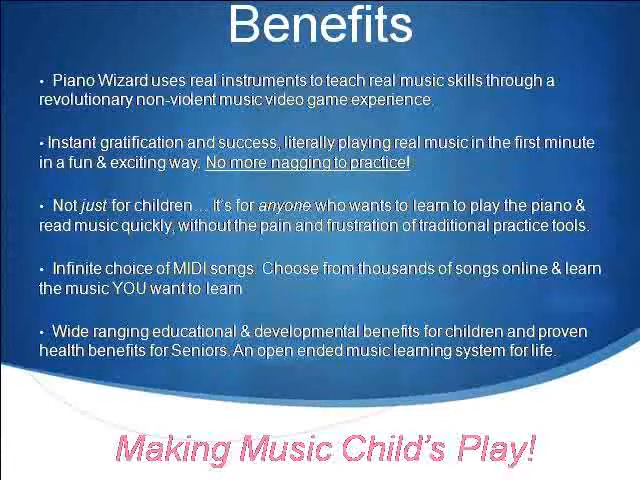 Benefits
• Piano Wizard uses real instruments to teach real music skills through a
revolutionary non-violent music video game experience.
• Instant gratification and success, literally playing real music in the first minute
in a fun & exciting way. No more nagging to practice!
• Not just for children… It's for anyone who wants to learn to play the piano &
read music quickly, without the pain and frustration of traditional practice tools.
• Infinite choice of MIDI songs. Choose from thousands of songs online & learn
the music YOU want to learn
• Wide ranging educational & developmental benefits for children and proven
health benefits for Seniors. An open ended music learning system for life.
Making Music Child's Play!